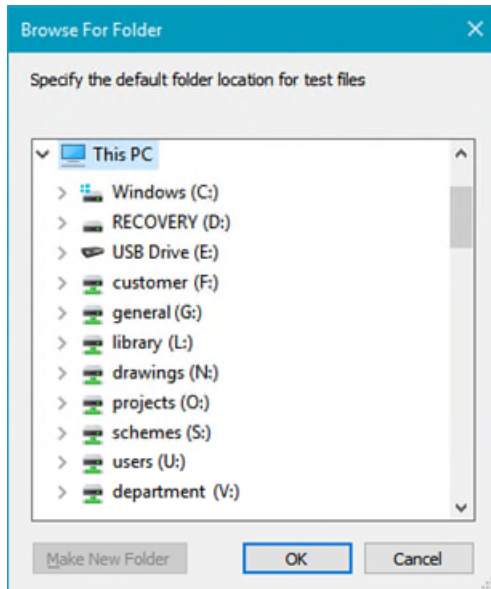 Browse For Folder
Specify the default folder location for test files
This PC
Windows (C:)
RECOVERY (D:)
USB Drive (E:)
customer (F:)
general (G:)
library (L:)
drawings (N:)
projects (O:)
schemes (S:)
users (U:)
department (V:)
Make New Folder OK Cancel